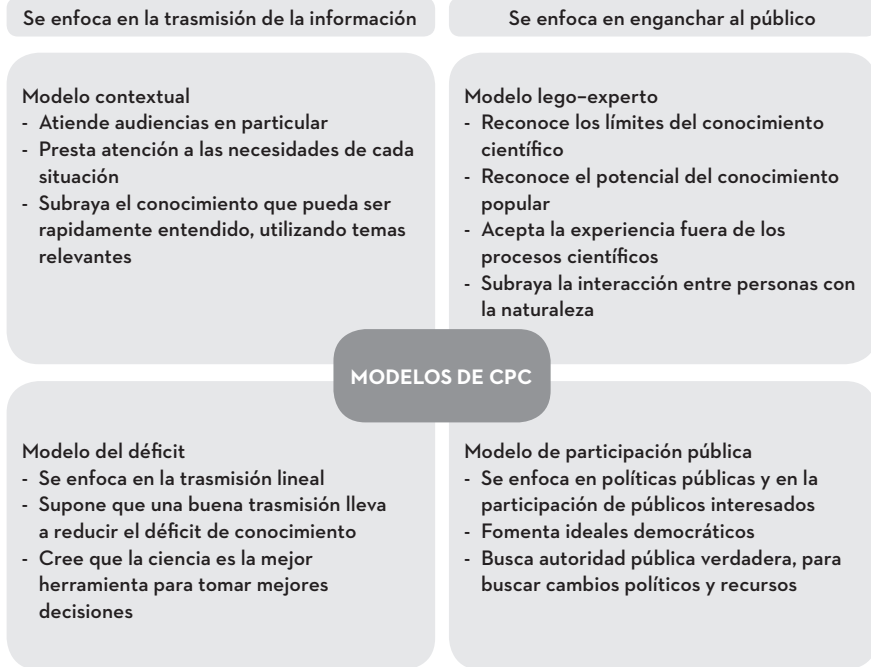 Se enfoca en la trasmisión de la información
Se enfoca en enganchar al público
Modelo contextual
- Atiende audiencias en particular
- Presta atención a las necesidades de cada
situación
- Subraya el conocimiento que pueda ser
rapidamente entendido, utilizando temas
relevantes
Modelo lego–experto
- Reconoce los límites del conocimiento
científico
- Reconoce el potencial del conocimiento
popular
- Acepta la experiencia fuera de los
procesos científicos
- Subraya la interacción entre personas con
la naturaleza
MODELOS DE CPC
Modelo del déficit
- Se enfoca en la trasmisión lineal
- Supone que una buena trasmisión lleva
a reducir el déficit de conocimiento
- Cree que la ciencia es la mejor
herramienta para tomar mejores
decisiones
Modelo de participación pública
- Se enfoca en políticas públicas y en la
participación de públicos interesados
- Fomenta ideales democráticos
- Busca autoridad pública verdadera, para
buscar cambios políticos y recursos